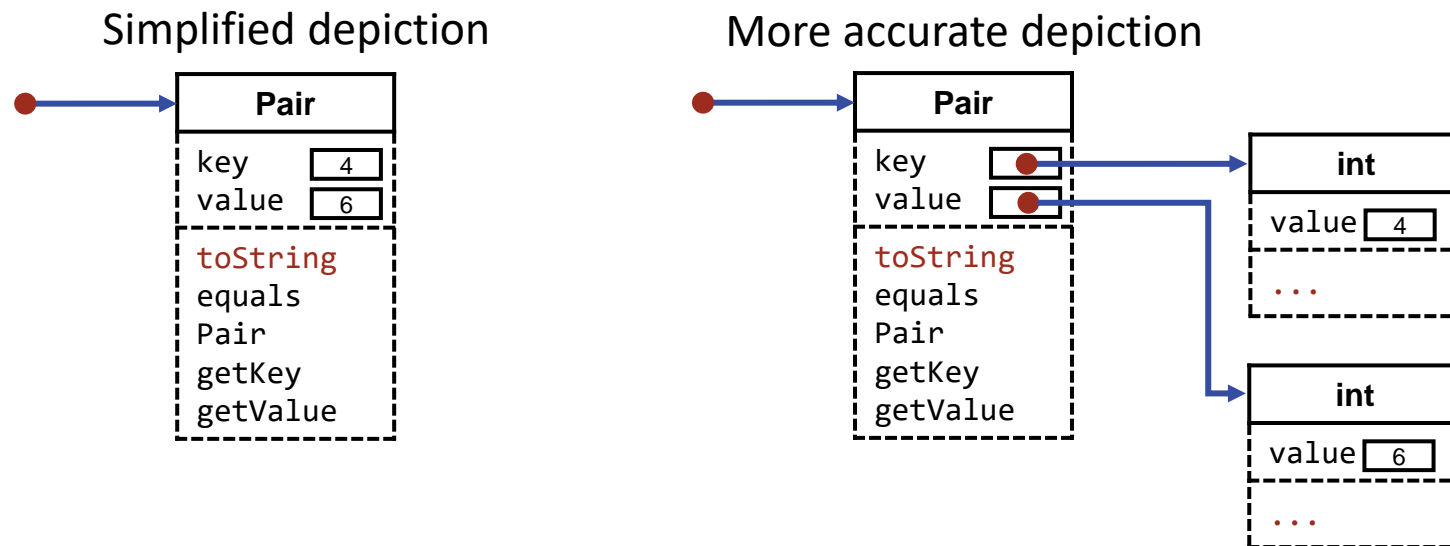 Simplified depiction
Pair
key 4
value 6
toString
equals
Pair
getKey
getValue
More accurate depiction
Pair
key
value
toString
equals
Pair
getKey
getValue
int
value 4
...
int
value 6
...